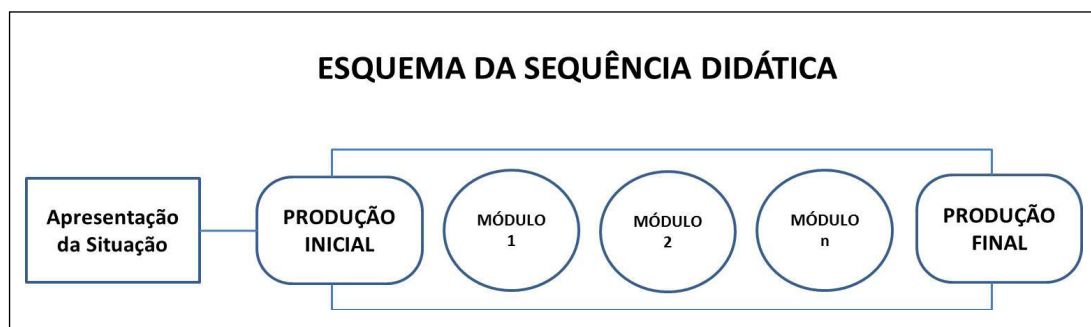 ESQUEMA DA SEQUÊNCIA DIDÁTICA
Apresentação
da Situação
PRODUÇÃO
INICIAL
MÓDULO
1
MÓDULO
2
MÓDULO
n
PRODUÇÃO
FINAL